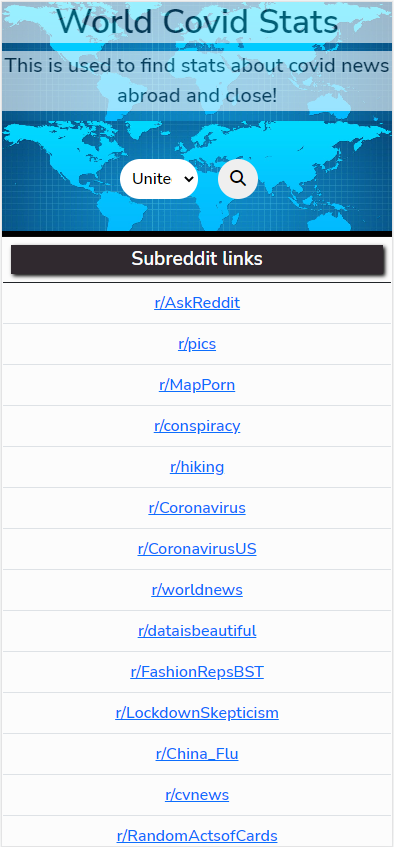 World Covid Stats
This is used to find stats about covid news
abroad and close!
Unite
Subreddit links
r/AskReddit
r/pics
r/MapPorn
r/conspiracy
r/hiking
r/Coronavirus
r/CoronavirusUS
r/worldnews
r/dataisbeautiful
r/FashionRepsBST
r/LockdownSkepticism
r/China_Flu
r/cvnews
r/RandomActsofCards